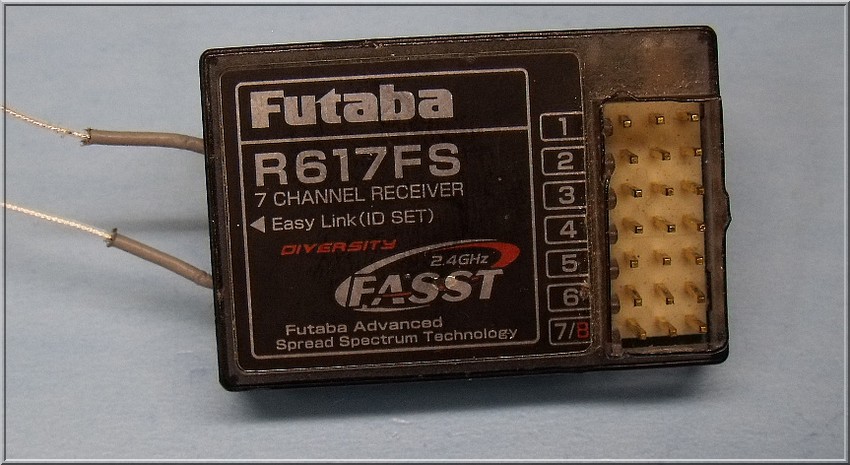 Futaba
R617FS
7 CHANNEL RECEIVER
◀ Easy Link (ID SET)
DIVERSITY
2.4GHz
FASST
Futaba Advanced
Spread Spectrum Technology
1
2
3
4
5
6
7/8